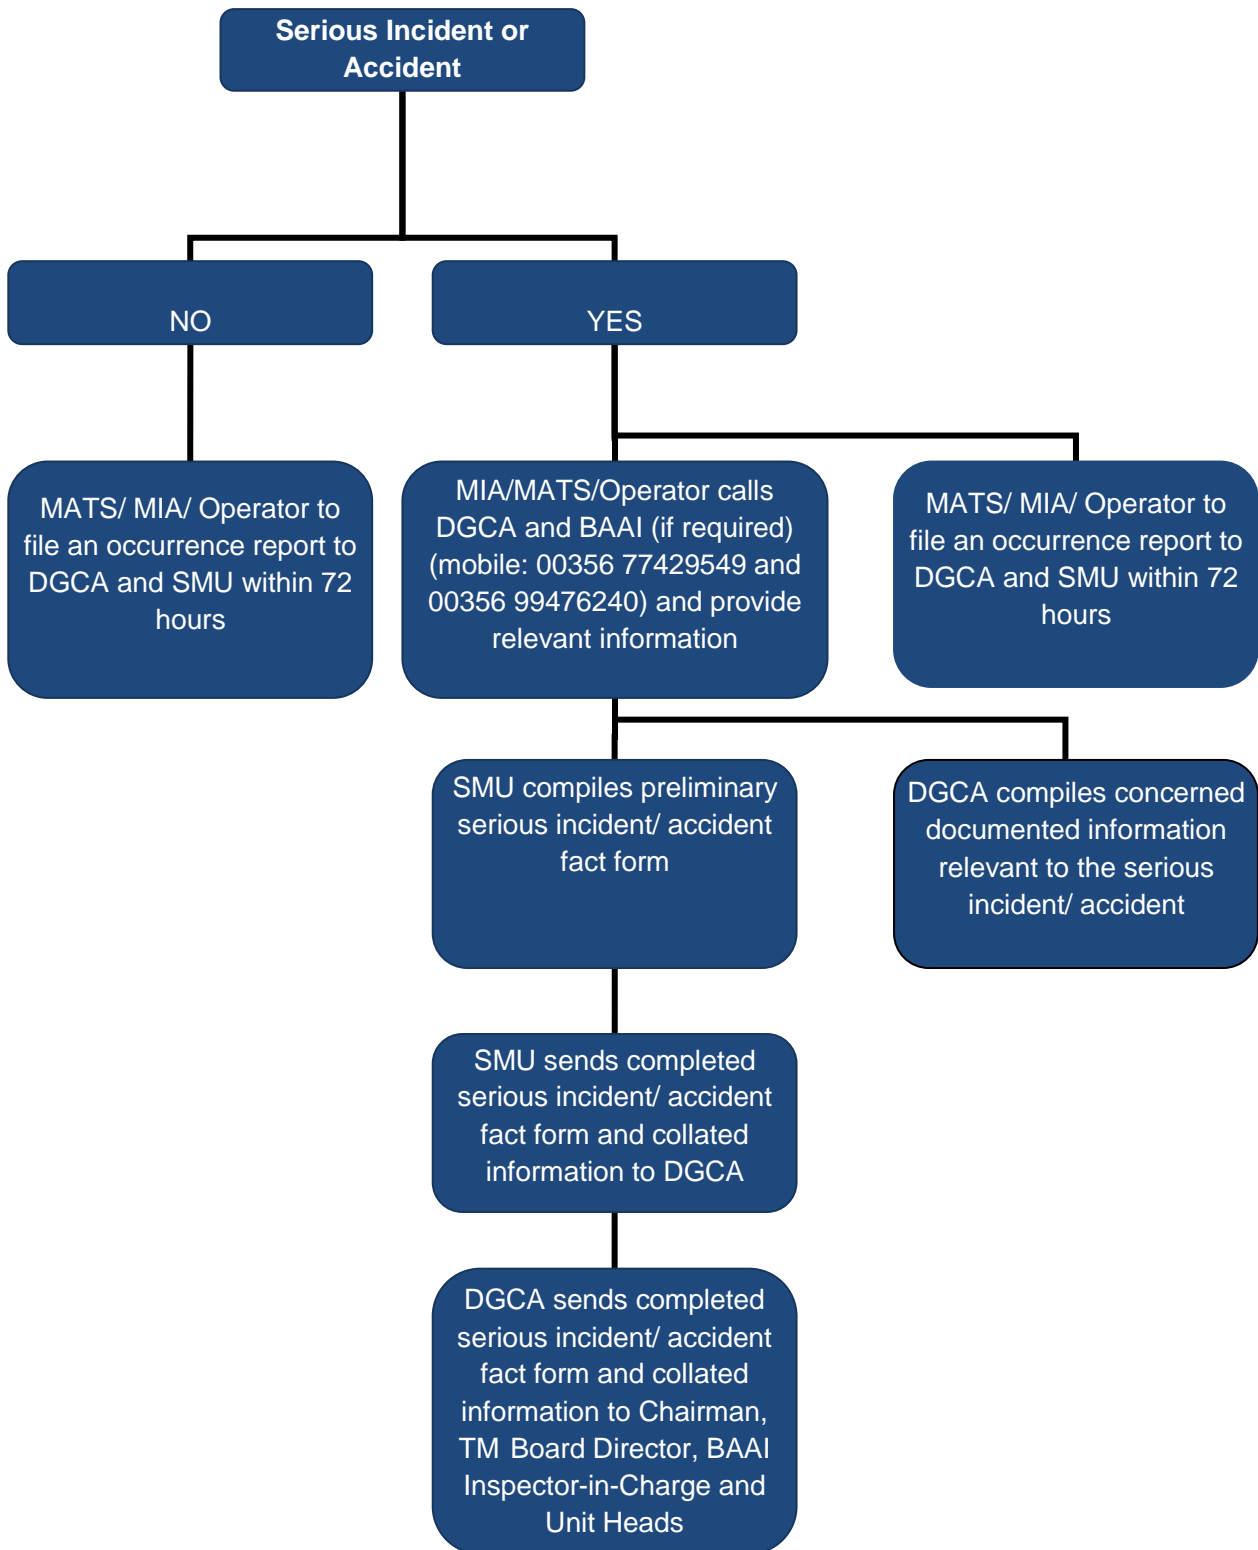 Serious Incident or
Accident
NO
YES
MATS/ MIA/ Operator to
file an occurrence report to
DGCA and SMU within 72
hours
MIA/MATS/Operator calls
DGCA and BAAI (if required)
(mobile: 00356 77429549 and
00356 99476240) and provide
relevant information
MATS/ MIA/ Operator to
file an occurrence report to
DGCA and SMU within 72
hours
SMU compiles preliminary
serious incident/ accident
fact form
DGCA compiles concerned
documented information
relevant to the serious
incident/ accident
SMU sends completed
serious incident/ accident
fact form and collated
information to DGCA
DGCA sends completed
serious incident/ accident
fact form and collated
information to Chairman,
TM Board Director, BAAI
Inspector-in-Charge and
Unit Heads